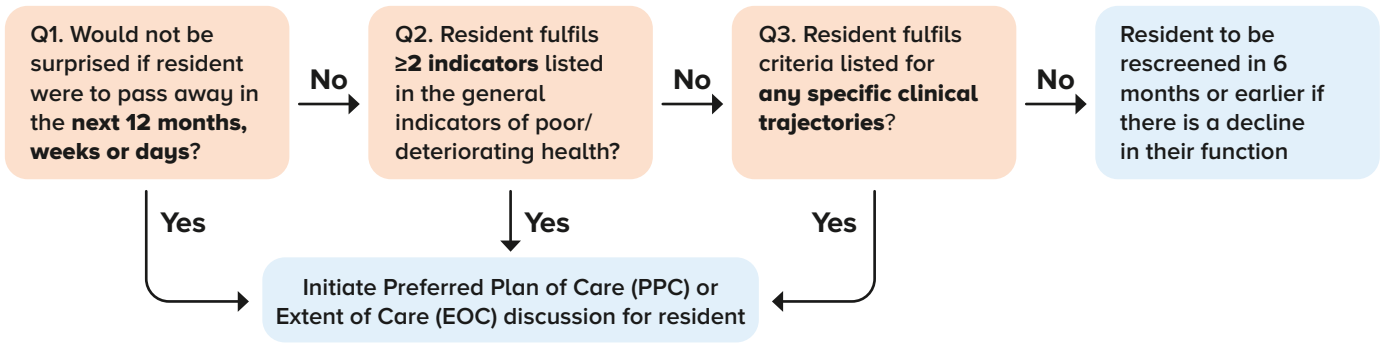 Q1. Would not be
surprised if resident
were to pass away in
the next 12 months,
weeks or days?
No
Q2. Resident fulfils
≥2 indicators listed
in the general
indicators of poor/
deteriorating health?
No
Q3. Resident fulfils
criteria listed for
any specific clinical
trajectories?
No
Resident to be
rescreened in 6
months or earlier if
there is a decline
in their function
Yes
Yes
Yes
Initiate Preferred Plan of Care (PPC) or
Extent of Care (EOC) discussion for resident